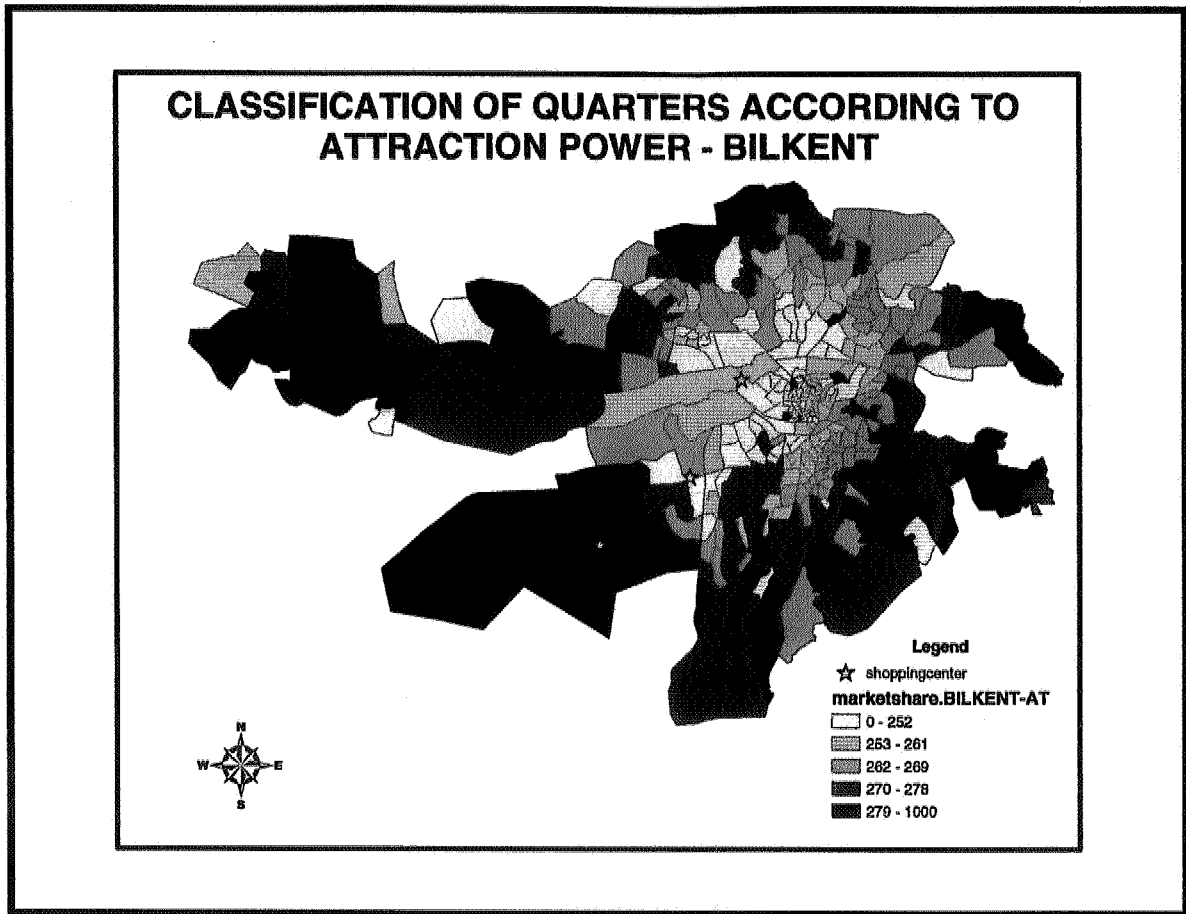 CLASSIFICATION OF QUARTERS ACCORDING TO
ATTRACTION POWER - BILKENT
Legend
shoppingcenter
marketshare.BILKENT-AT
0 - 252
253 - 261
262 - 269
270 - 278
279 - 1000
N
W E
S